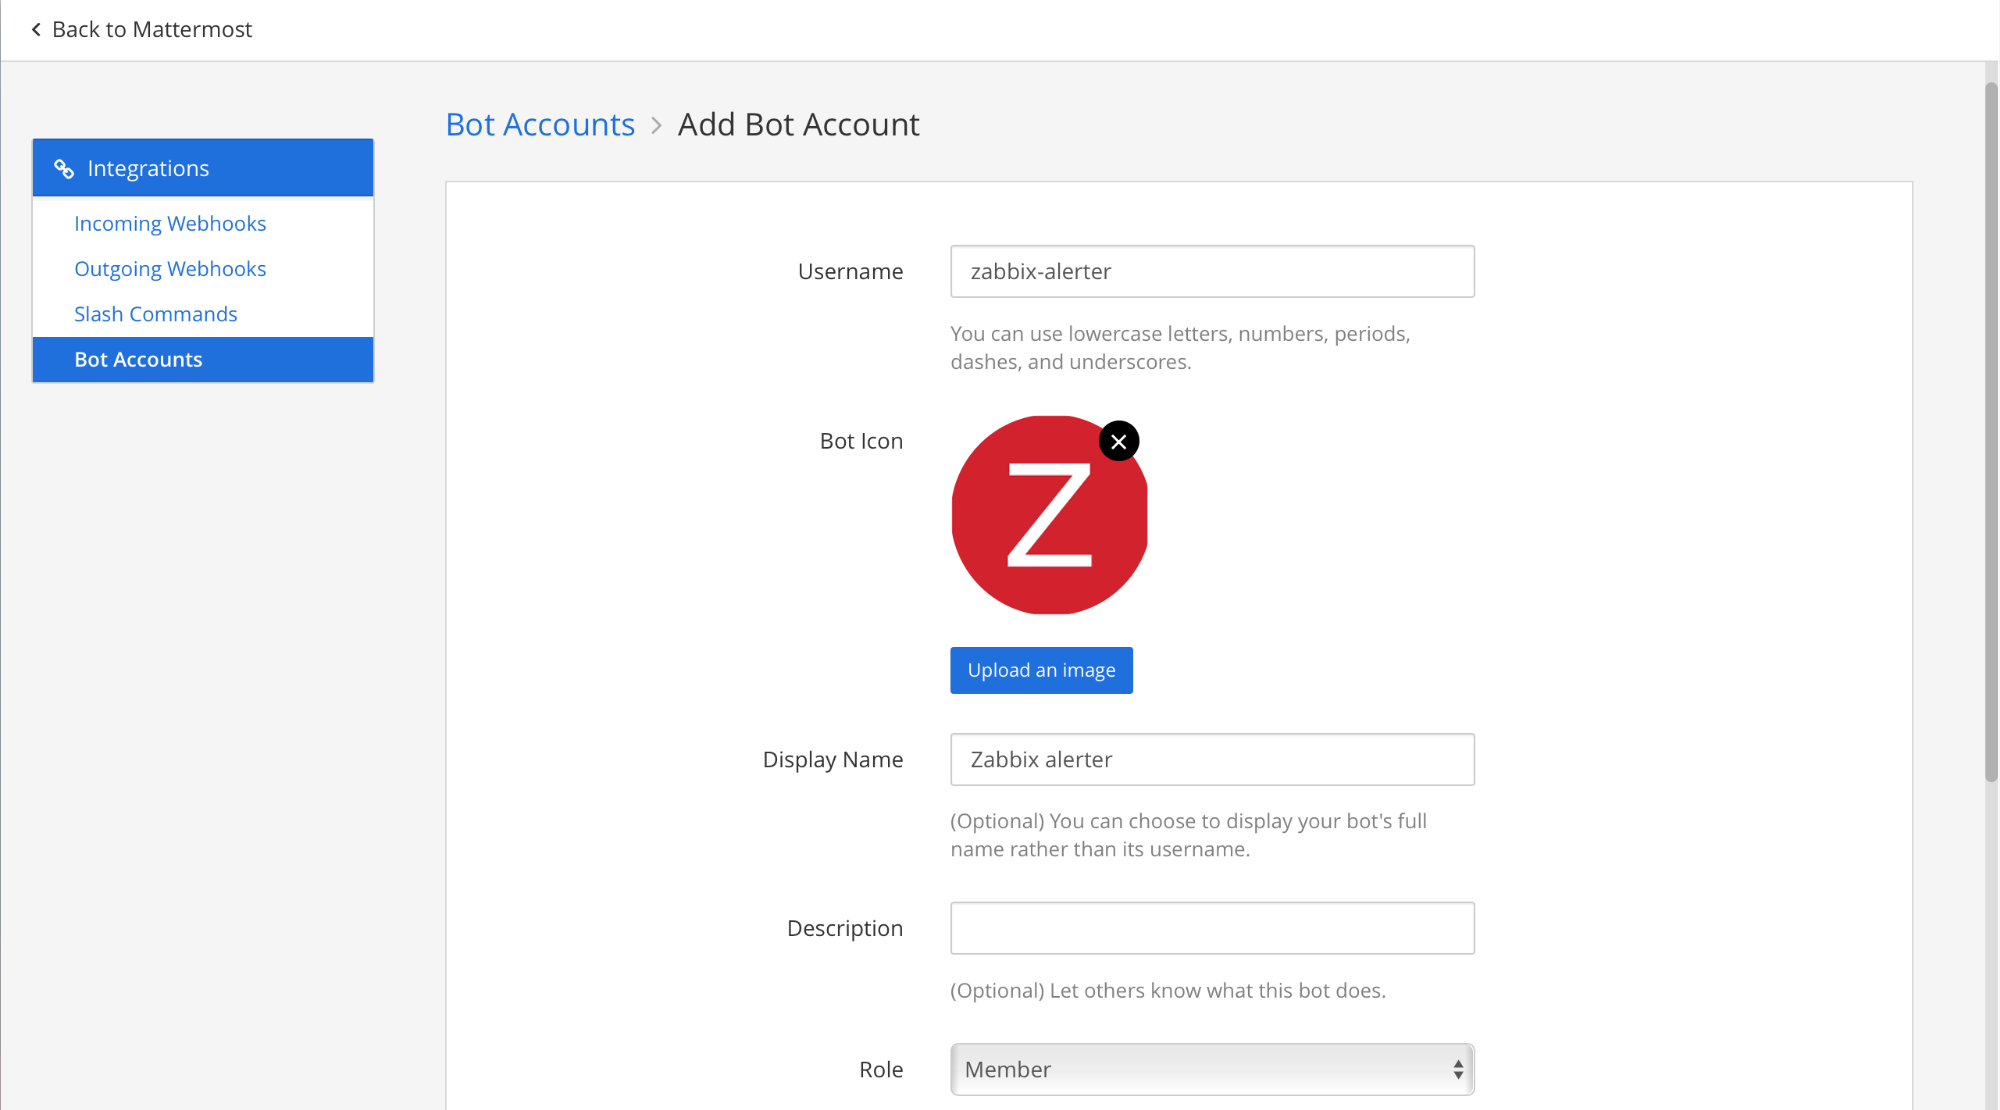 Back to Mattermost
Bot Accounts > Add Bot Account
Integrations
Incoming Webhooks
Outgoing Webhooks
Slash Commands
Bot Accounts
Username
zabbix-alerter
You can use lowercase letters, numbers, periods,
dashes, and underscores.
Bot Icon
Z
Upload an image
Display Name
Zabbix alerter
(Optional) You can choose to display your bot's full
name rather than its username.
Description
(Optional) Let others know what this bot does.
Role
Member